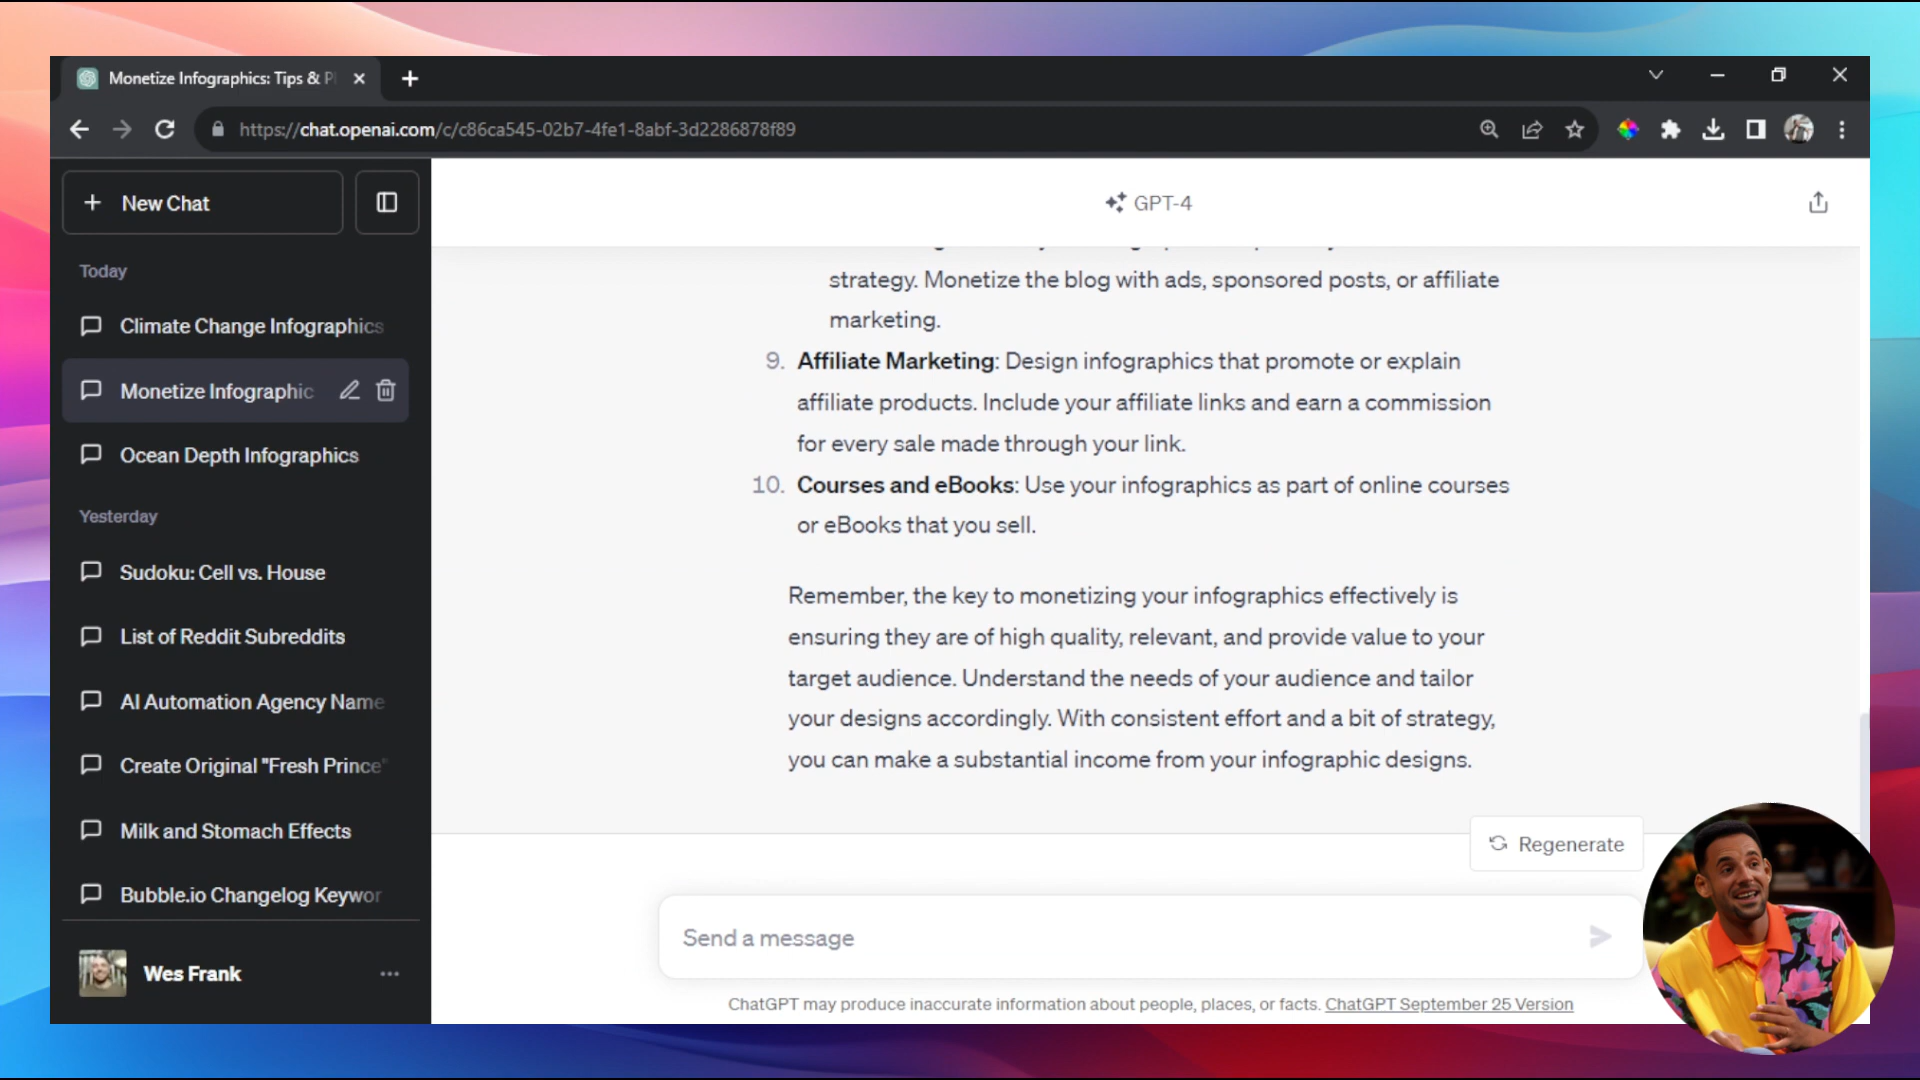 Monetize Infographics: Tips & P
https://chat.openai.com/c/c86ca545-02b7-4fe1-8abf-3d2286878f89
New Chat
Today
Climate Change Infographics
Monetize Infographic
Ocean Depth Infographics
Yesterday
Sudoku: Cell vs. House
List of Reddit Subreddits
AI Automation Agency Name
Create Original "Fresh Prince"
Milk and Stomach Effects
Bubble.io Changelog Keywor
Wes Frank
GPT-4
strategy. Monetize the blog with ads, sponsored posts, or affiliate
marketing.
9. Affiliate Marketing: Design infographics that promote or explain
affiliate products. Include your affiliate links and earn a commission
for every sale made through your link.
10. Courses and eBooks: Use your infographics as part of online courses
or eBooks that you sell.
Remember, the key to monetizing your infographics effectively is
ensuring they are of high quality, relevant, and provide value to your
target audience. Understand the needs of your audience and tailor
your designs accordingly. With consistent effort and a bit of strategy,
you can make a substantial income from your infographic designs.
Regenerate
Send a message
ChatGPT may produce inaccurate information about people, places, or facts. ChatGPT September 25 Version